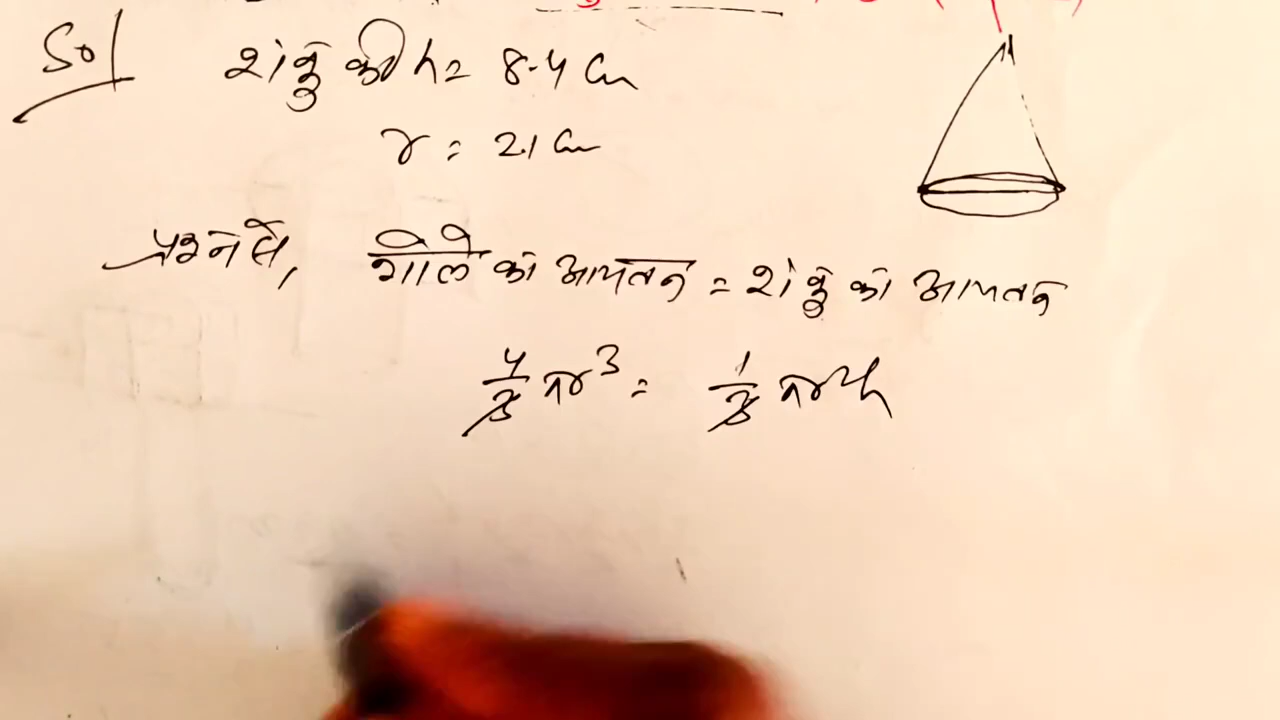 Sol
शंकु की h = 8.4 cm
r = 2.1 cm
प्रश्न से, गोले का आयतन = शंकु का आयतन
4/3 πr³ = 1/3 πr²h